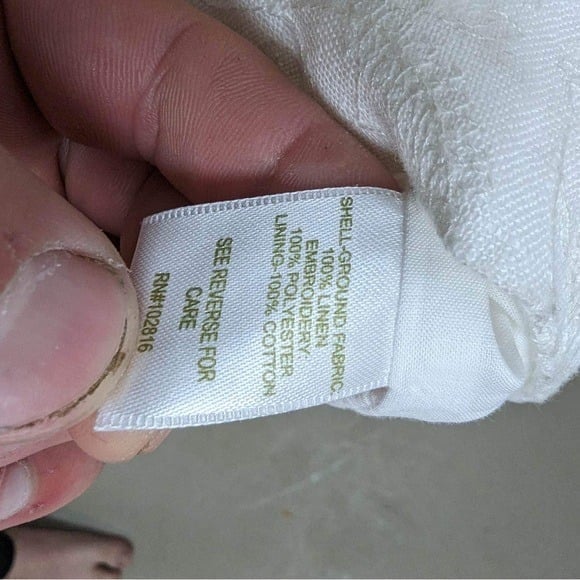 SHELL-GROUND FABRIC
100% LINEN
EMBROIDERY
100% POLYESTER
LINING-100% COTTON
SEE REVERSE FOR
CARE
RN#102816